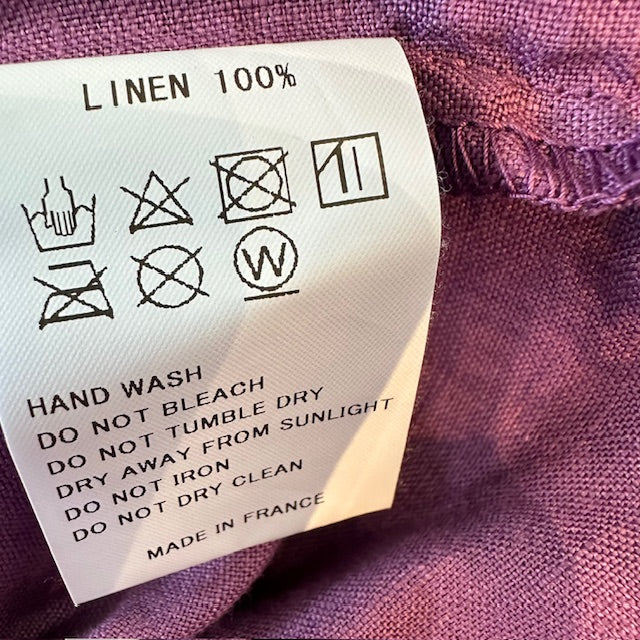 LINEN 100%
W
HAND WASH
DO NOT BLEACH
DO NOT TUMBLE DRY
DRY AWAY FROM SUNLIGHT
DO NOT IRON
DO NOT DRY CLEAN
MADE IN FRANCE